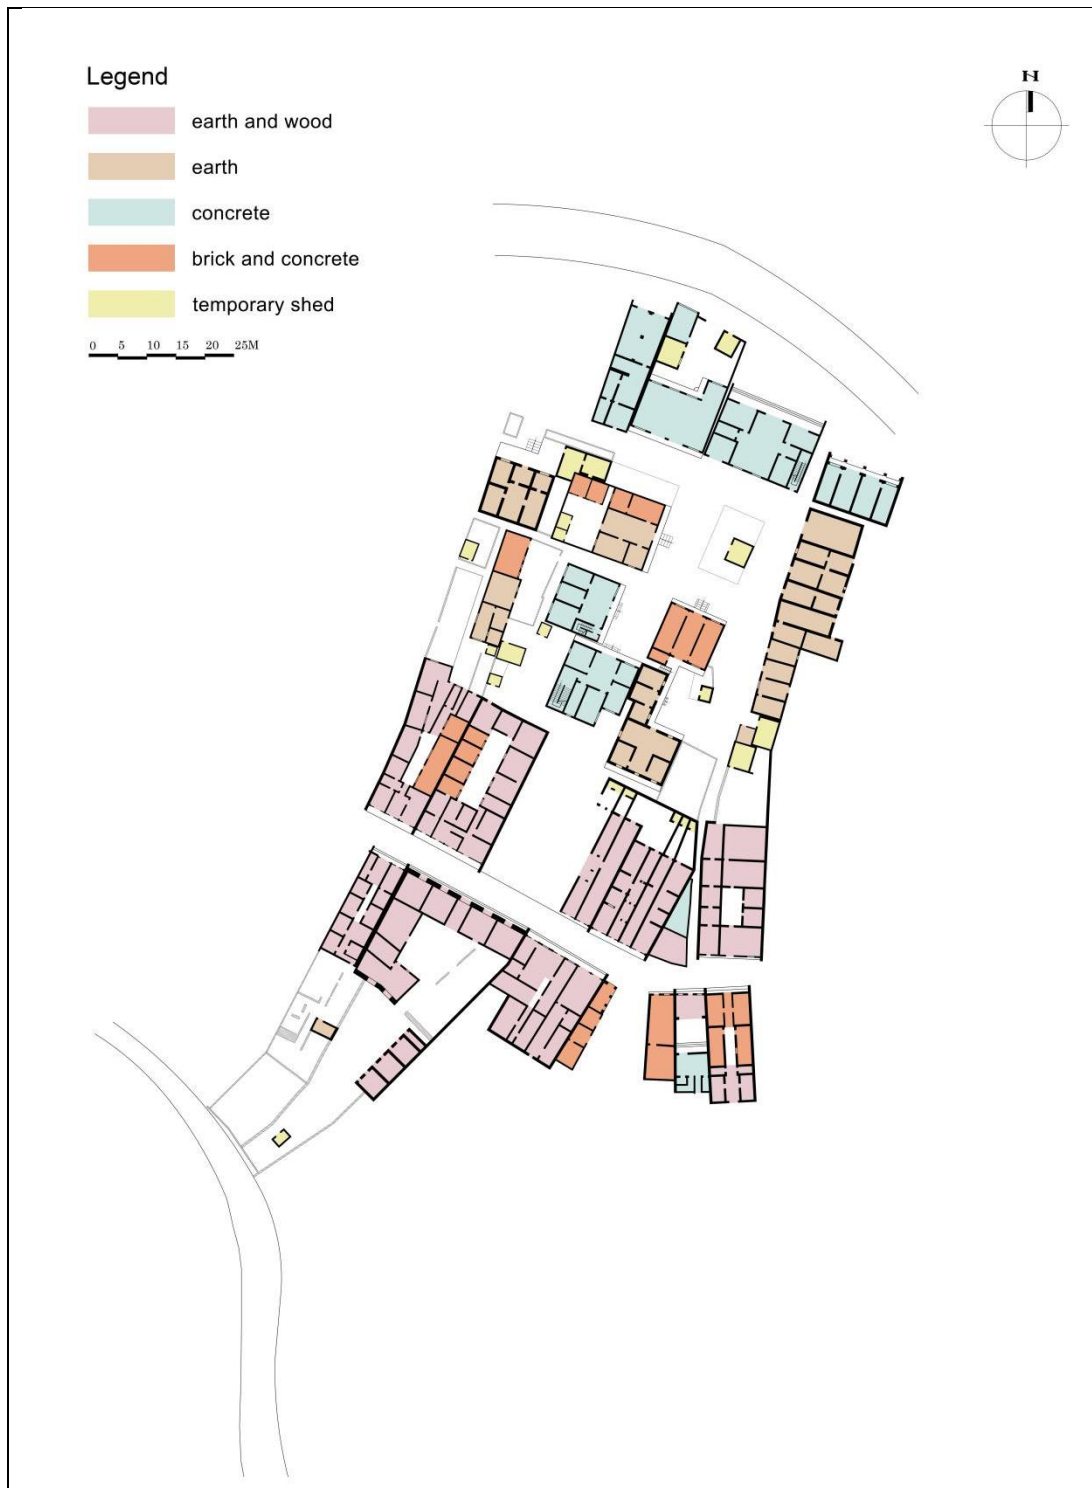 Legend
N
earth and wood
earth
concrete
brick and concrete
temporary shed
0 5 10 15 20 25M